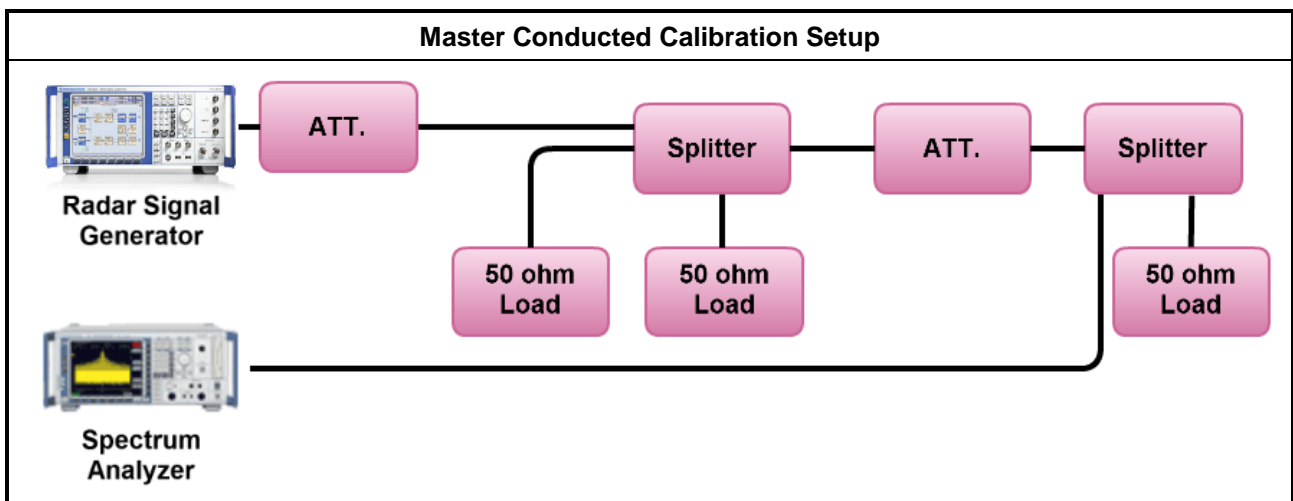 Master Conducted Calibration Setup
ATT.
Splitter
ATT.
Splitter
Radar Signal
Generator
50 ohm
Load
50 ohm
Load
50 ohm
Load
Spectrum
Analyzer